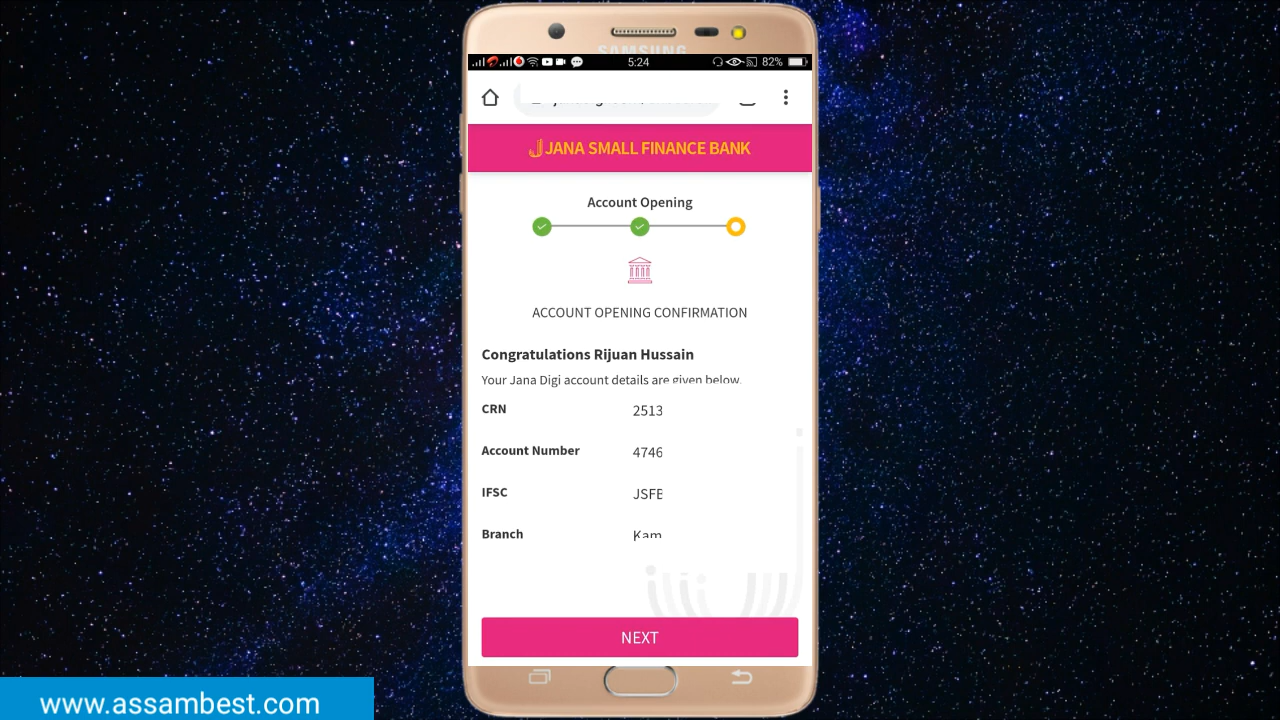 SAMSUNG
5:24
82%
JANA SMALL FINANCE BANK
Account Opening
ACCOUNT OPENING CONFIRMATION
Congratulations Rijuan Hussain
Your Jana Digi account details are given below.
CRN 2513
Account Number 4746
IFSC JSFB
Branch Kam
NEXT
www.assambest.com